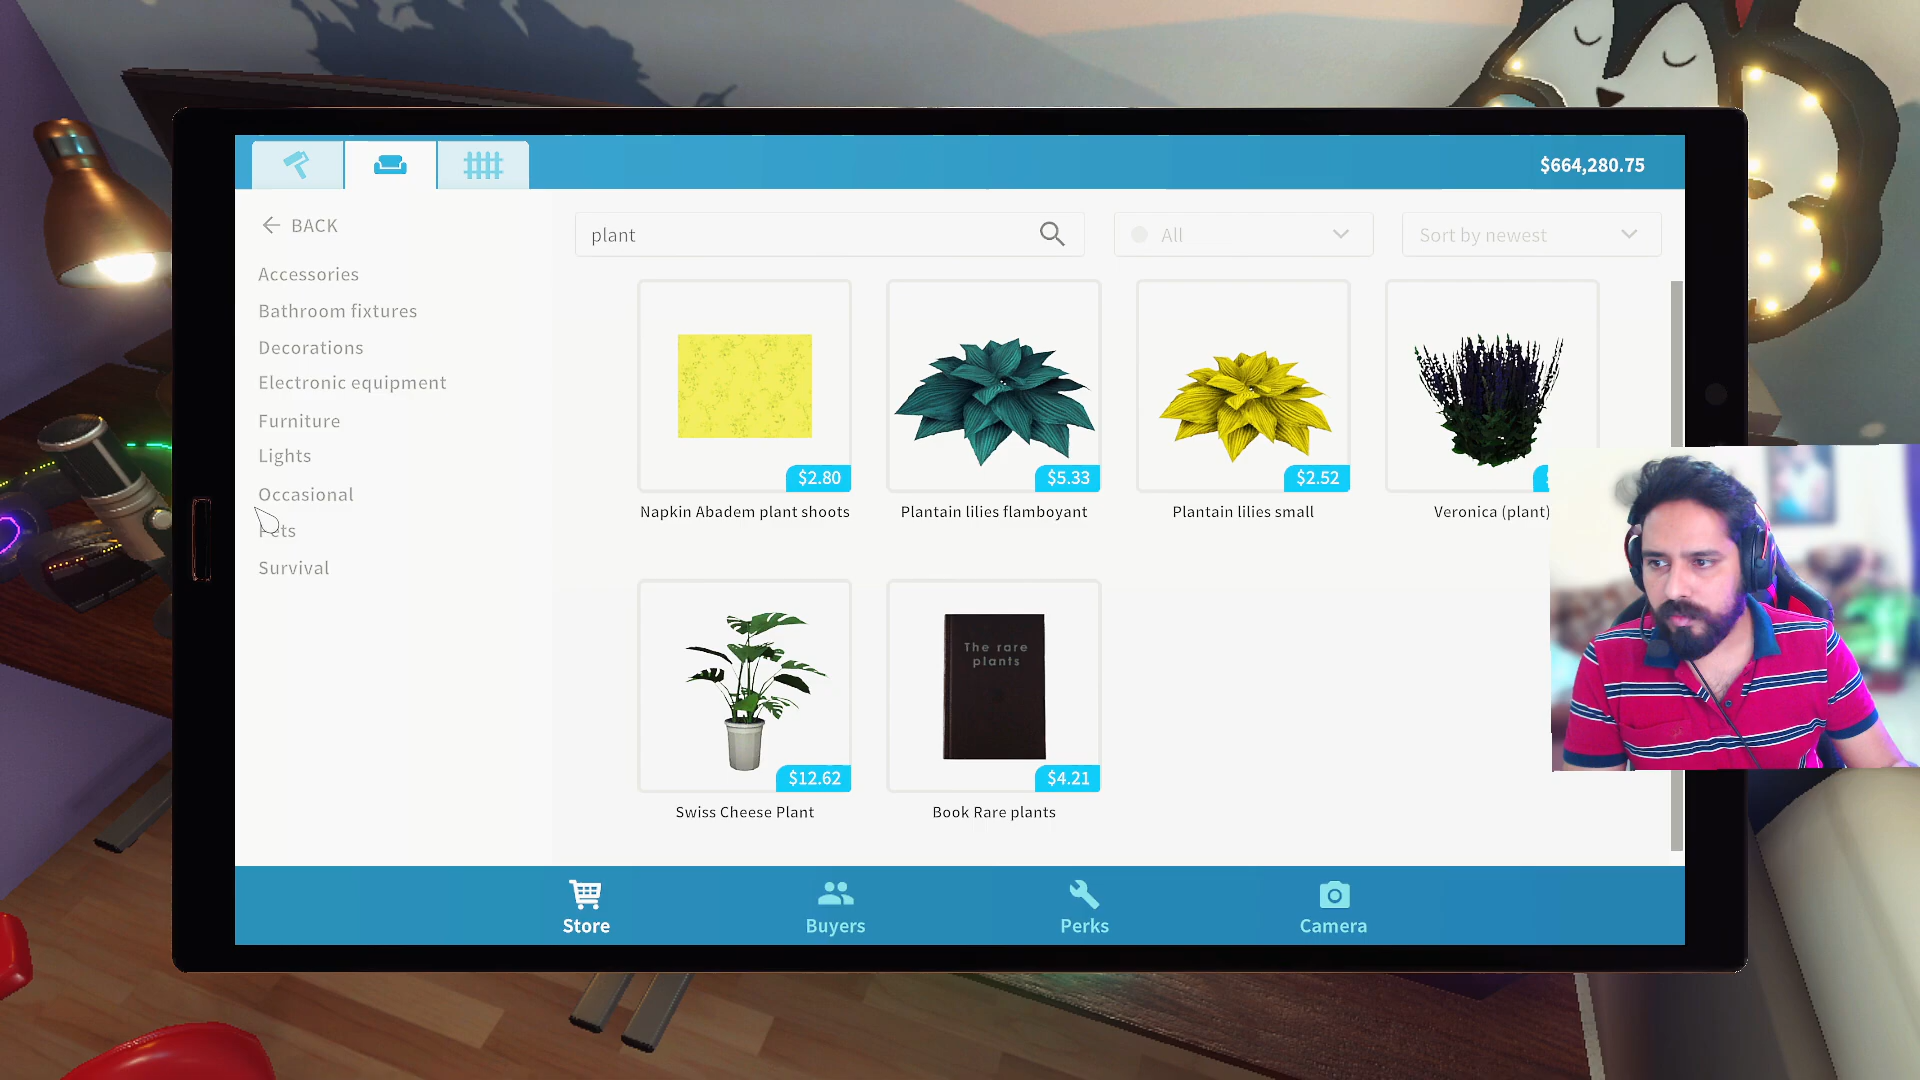 $664,280.75
BACK
plant
All
Sort by newest
Accessories
Bathroom fixtures
Decorations
Electronic equipment
Furniture
Lights
Occasional
Survival
$2.80
$5.33
$2.52
Napkin Abadem plant shoots
Plantain lilies flamboyant
Plantain lilies small
Veronica (plant)
The rare
plants
$12.62
$4.21
Swiss Cheese Plant
Book Rare plants
Store
Buyers
Perks
Camera